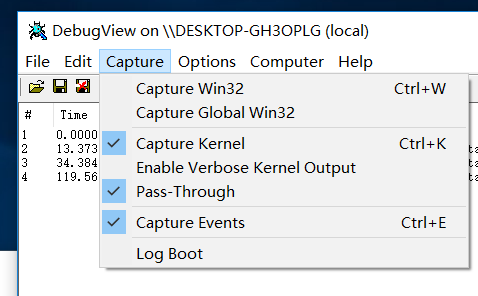 DebugView on \\DESKTOP-GH3OPLG (local)
File Edit Capture Options Computer Help
# Time
1 0.0000
2 13.373
3 34.384
4 119.56
Capture Win32 Ctrl+W
Capture Global Win32
Capture Kernel Ctrl+K
Enable Verbose Kernel Output
Pass-Through
Capture Events Ctrl+E
Log Boot